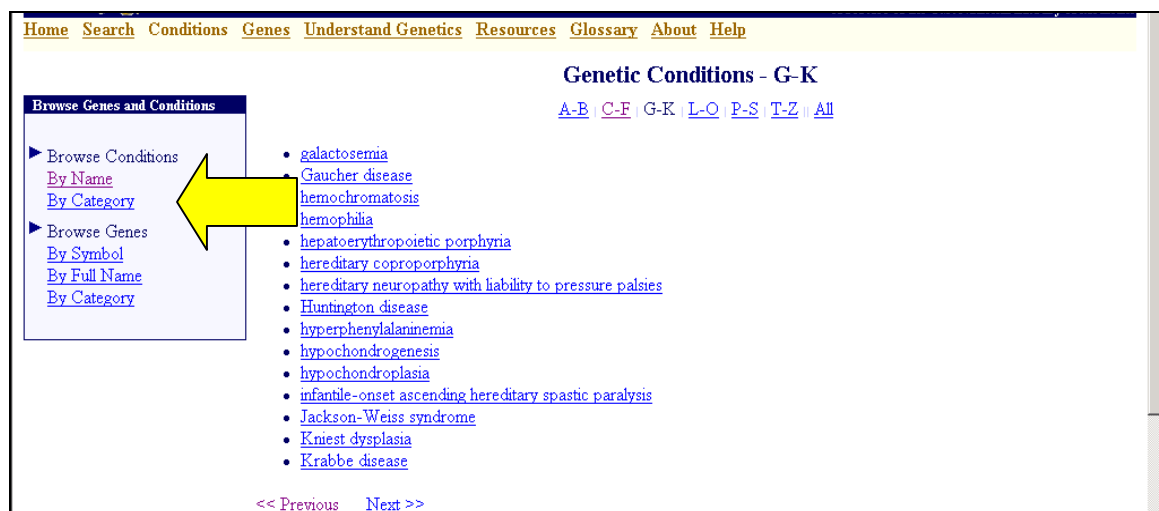 Home Search Conditions Genes Understand Genetics Resources Glossary About Help
Genetic Conditions - G-K
A-B | C-F | G-K | L-O | P-S | T-Z || All
Browse Genes and Conditions
Browse Conditions
By Name
By Category
Browse Genes
By Symbol
By Full Name
By Category
galactosemia
Gaucher disease
hemochromatosis
hemophilia
hepatoerythropoietic porphyria
hereditary coproporphyria
hereditary neuropathy with liability to pressure palsies
Huntington disease
hyperphenylalaninemia
hypochondrogenesis
hypochondroplasia
infantile-onset ascending hereditary spastic paralysis
Jackson-Weiss syndrome
Kniest dysplasia
Krabbe disease
<< Previous Next >>